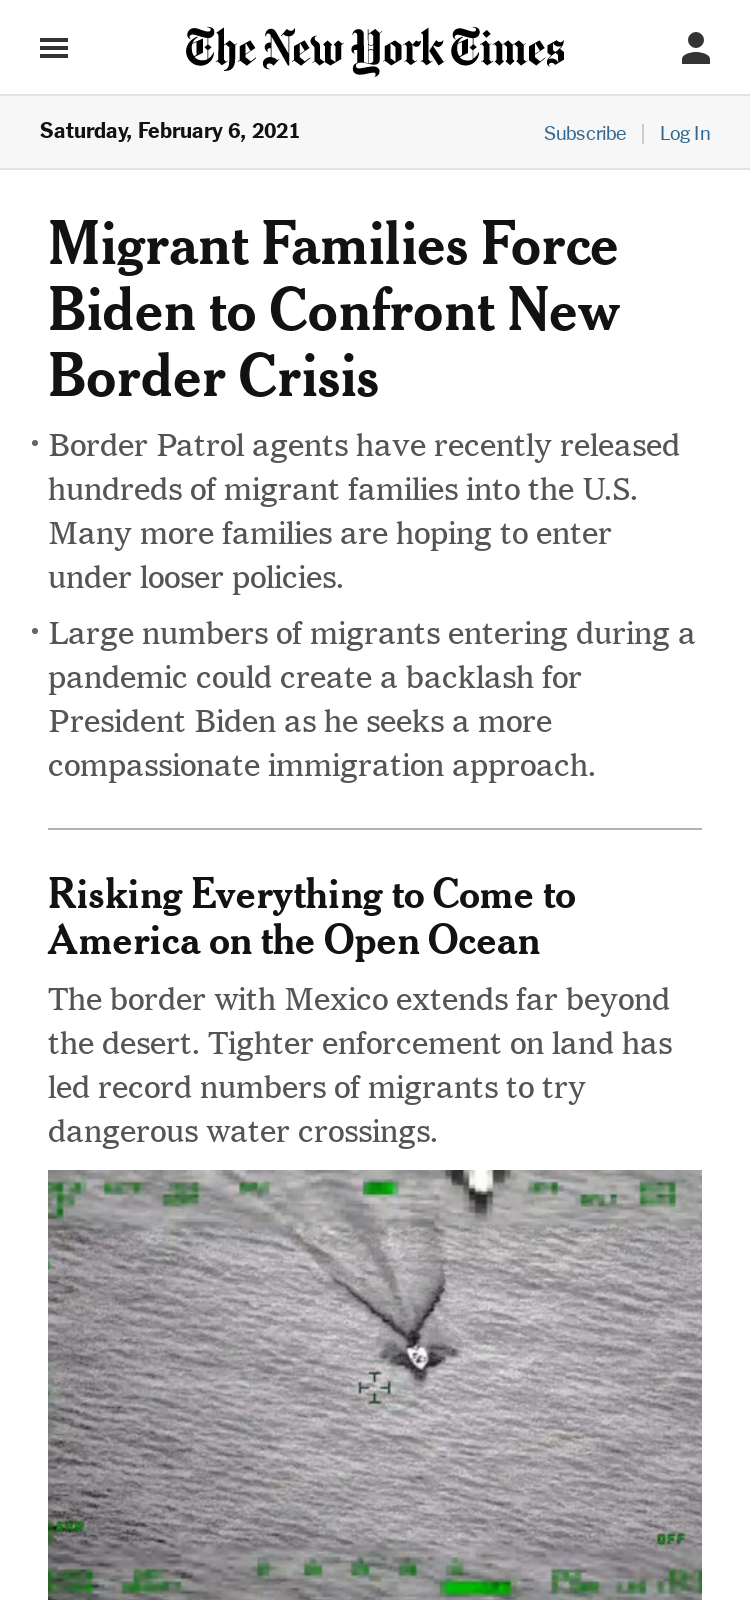 The New York Times
Saturday, February 6, 2021
Subscribe | Log In
Migrant Families Force
Biden to Confront New
Border Crisis
• Border Patrol agents have recently released
hundreds of migrant families into the U.S.
Many more families are hoping to enter
under looser policies.
• Large numbers of migrants entering during a
pandemic could create a backlash for
President Biden as he seeks a more
compassionate immigration approach.
Risking Everything to Come to
America on the Open Ocean
The border with Mexico extends far beyond
the desert. Tighter enforcement on land has
led record numbers of migrants to try
dangerous water crossings.
OFF